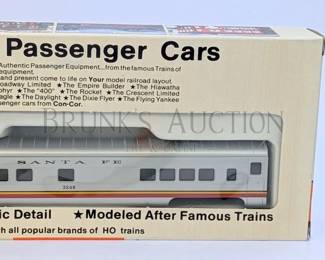 Passenger Cars
Authentic Passenger Equipment...from the famous Trains of
equipment.
and present come to life on Your model railroad layout.
roadway Limited ★The Empire Builder ★The Hiawatha
phyr ★The "400" ★The Rocket ★The Crescent Limited
agle ★The Daylight ★The Dixie Flyer ★The Flying Yankee
senger cars from Con-Cor.
BRUNK'S AUCTION
SANTA FE
ic Detail ★Modeled After Famous Trains
th all popular brands of HO trains